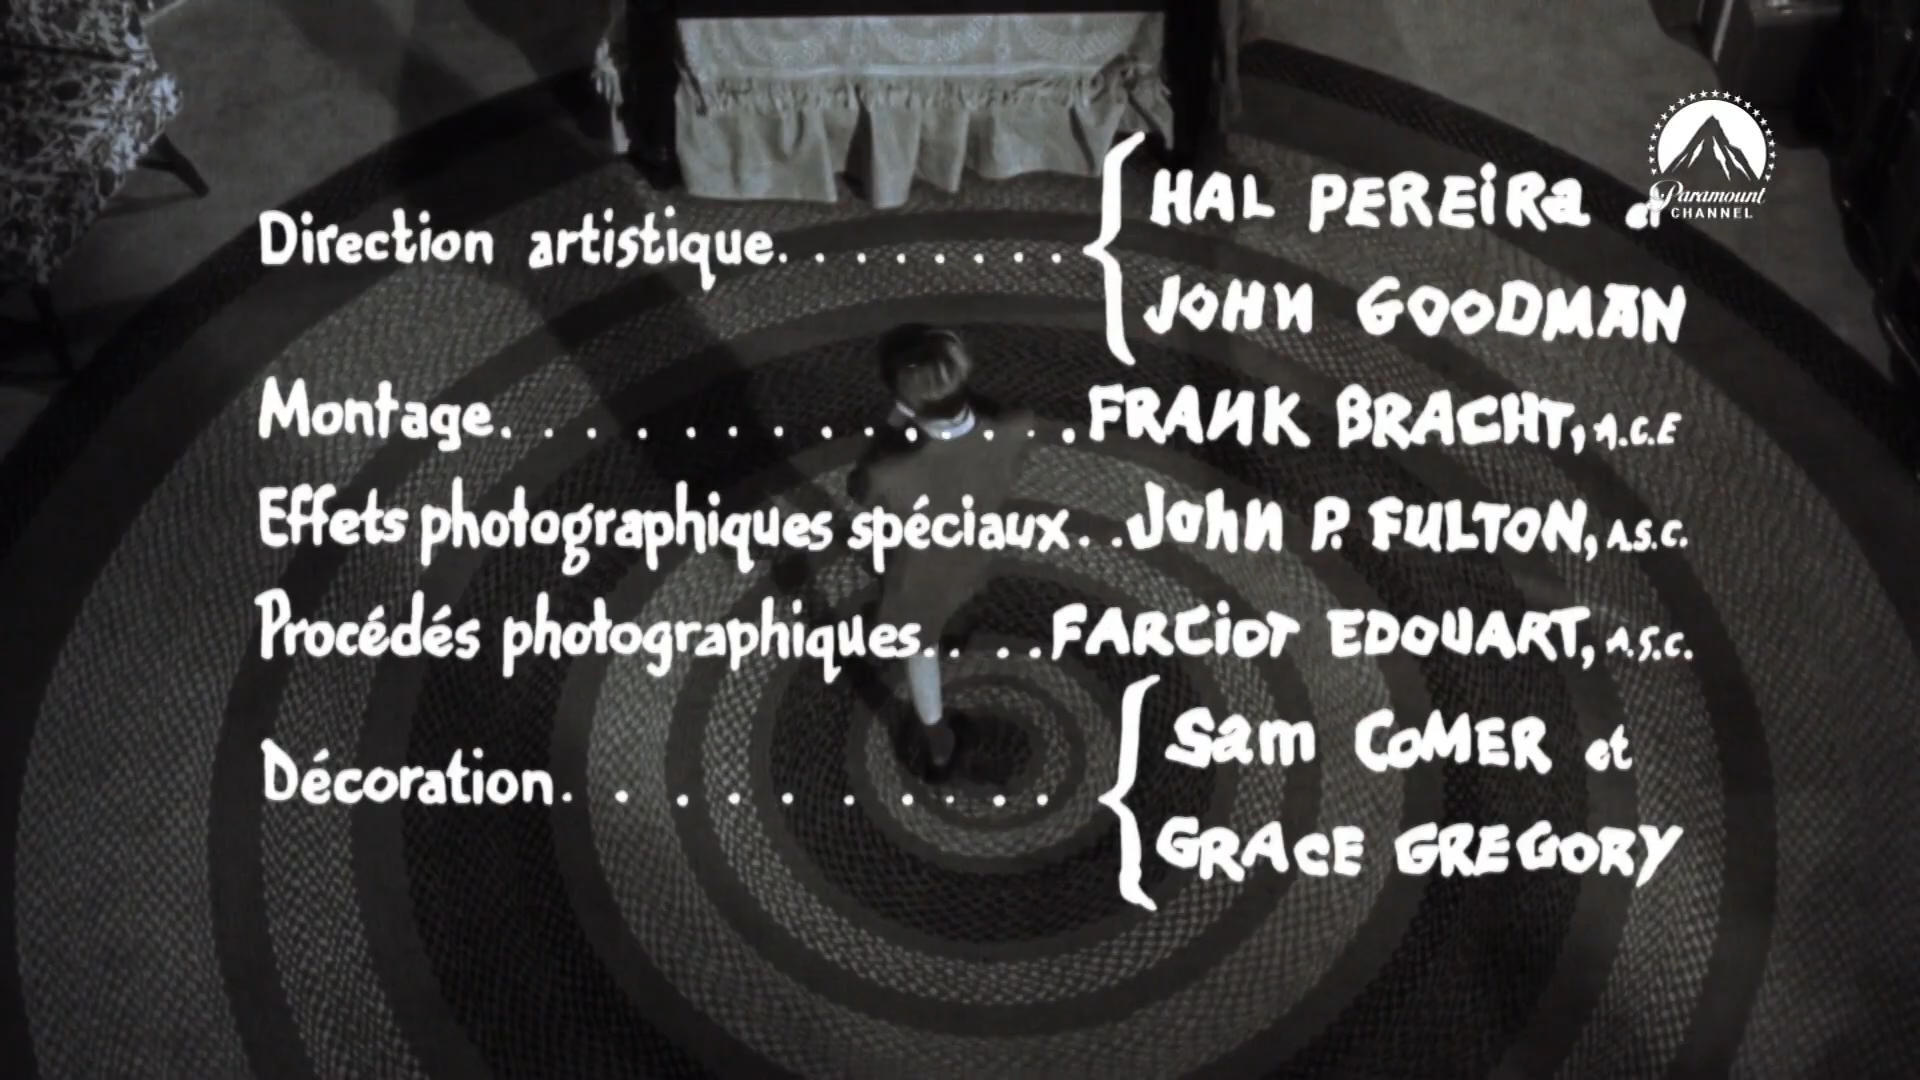 Direction artistique. . . . . . . . { HAL PEREIRA
JOHN GOODMAN
Montage. . . . . . . . . . . . . . FRANK BRACHT, A.C.E
Effets photographiques spéciaux. . JOHN P. FULTON, A.S.C.
Procédés photographiques. . . . FARCIOT EDOUART, A.S.C.
Décoration. . . . . . . . . . { Sam COMER et
GRACE GREGORY
Paramount
CHANNEL